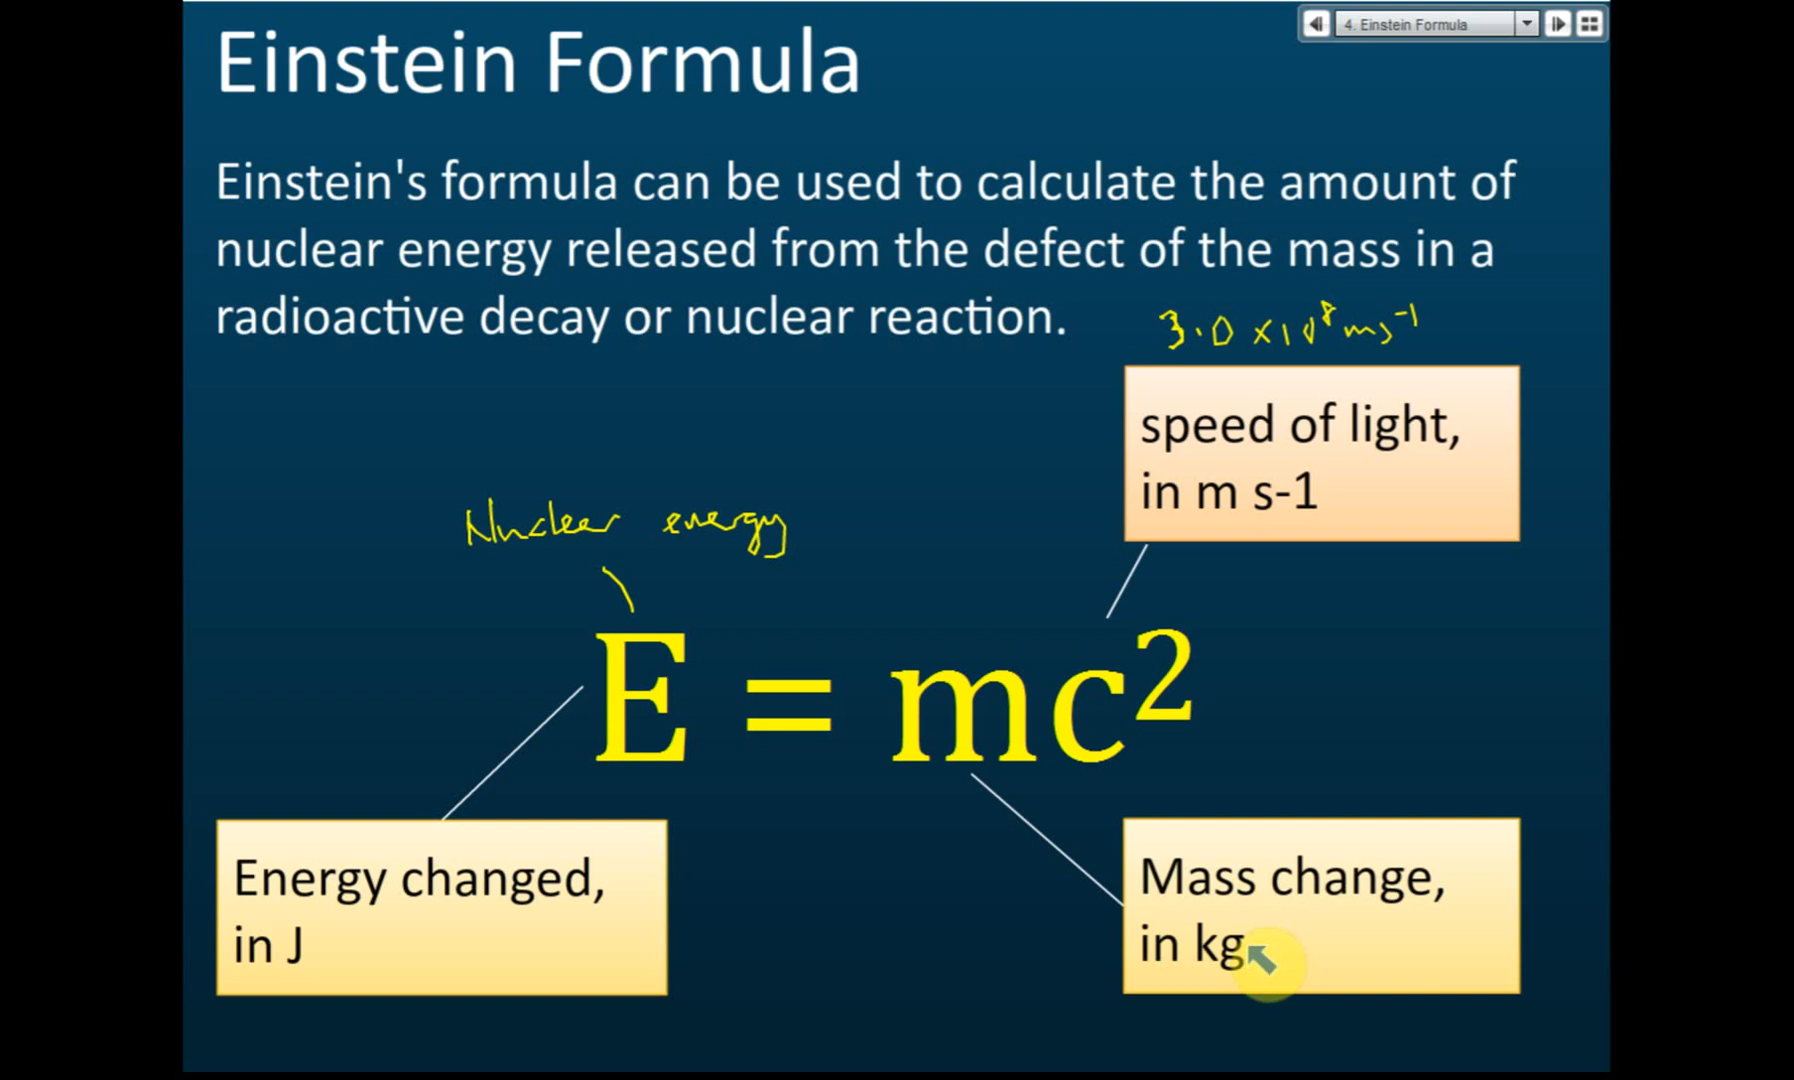 4. Einstein Formula
Einstein Formula
Einstein's formula can be used to calculate the amount of
nuclear energy released from the defect of the mass in a
radioactive decay or nuclear reaction.
3.0 x10⁸ ms⁻¹
speed of light,
in m s-1
Nuclear energy
E = mc²
Energy changed,
in J
Mass change,
in kg